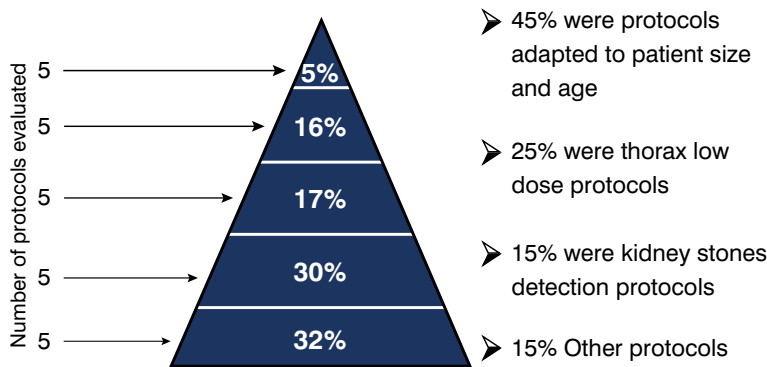 Number of protocols evaluated
5
5%
5
16%
5
17%
5
30%
5
32%
45% were protocols
adapted to patient size
and age
25% were thorax low
dose protocols
15% were kidney stones
detection protocols
15% Other protocols